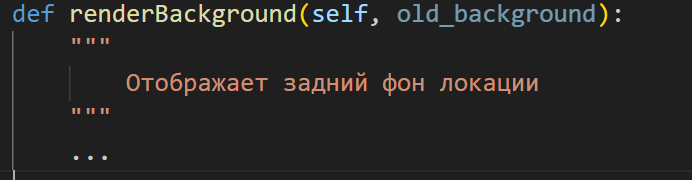 def renderBackground(self, old_background):
"""
Отображает задний фон локации
"""
...